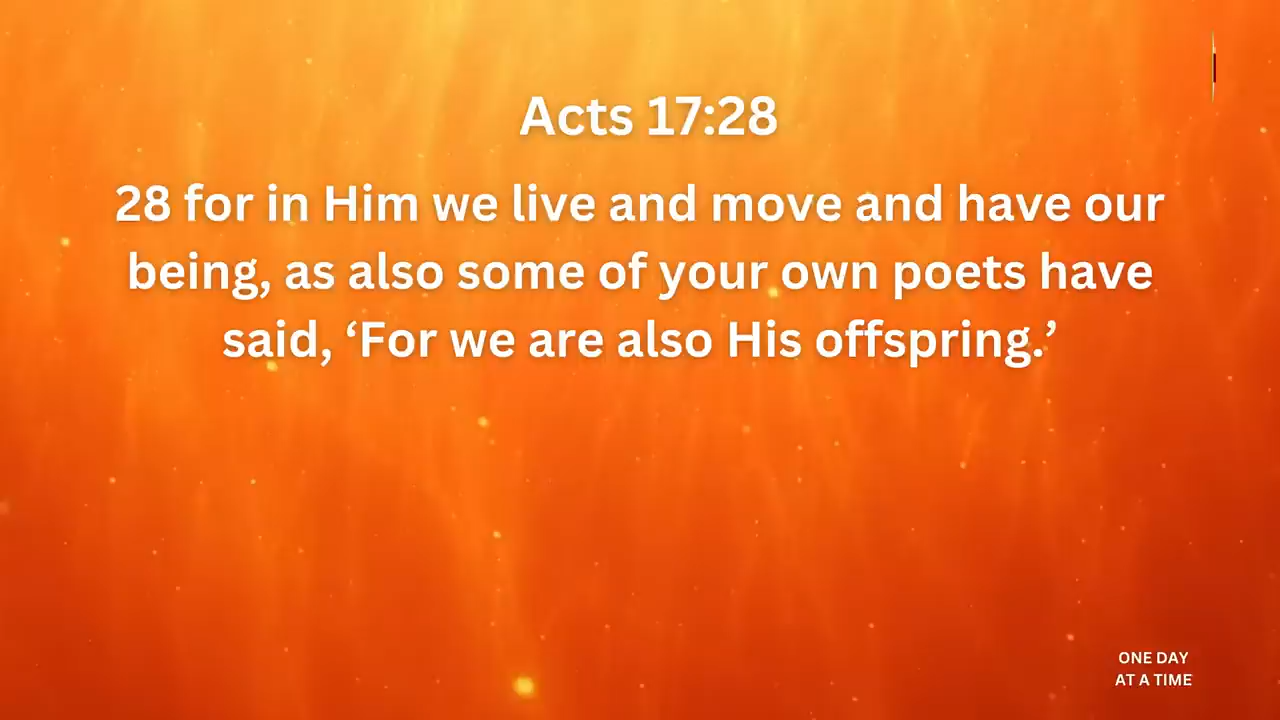 Acts 17:28
28 for in Him we live and move and have our
being, as also some of your own poets have
said, ‘For we are also His offspring.’
ONE DAY
AT A TIME